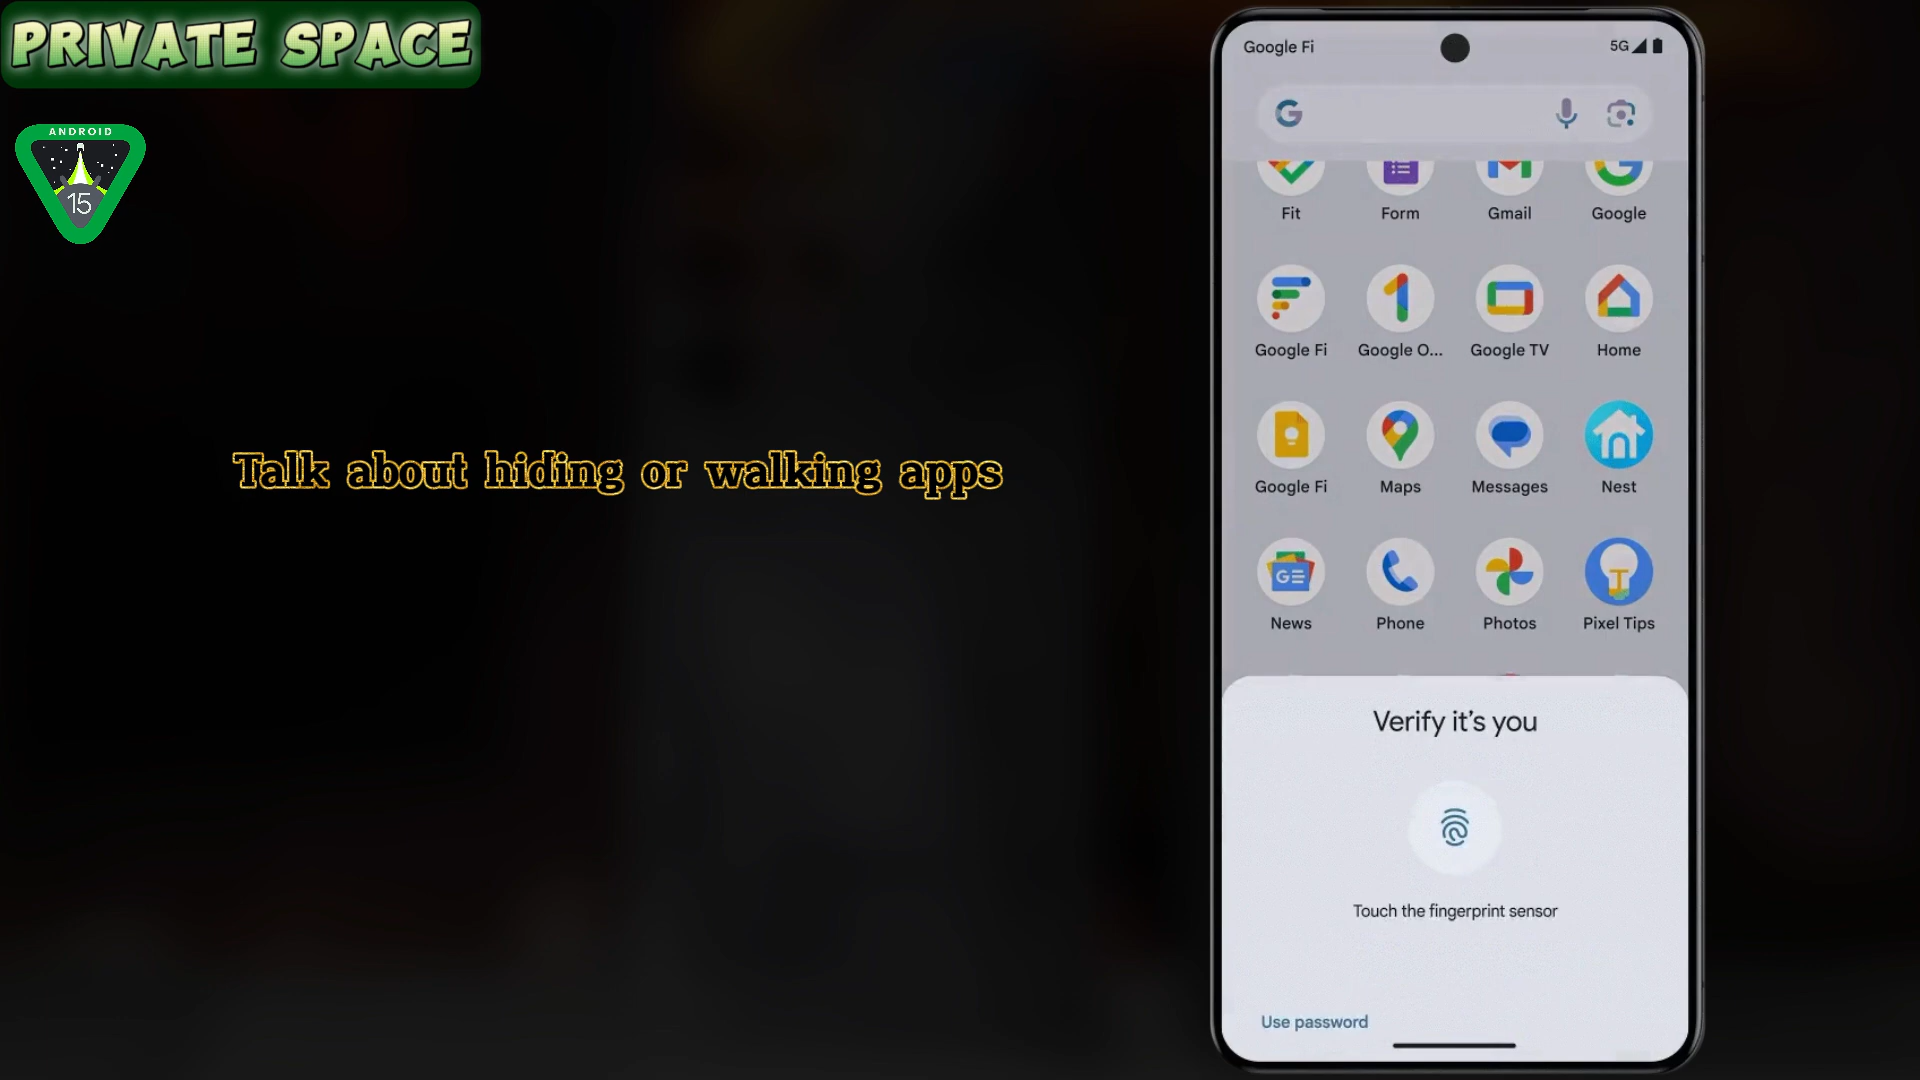 PRIVATE SPACE
ANDROID
15
Talk about hiding or walking apps
Google Fi
5G
Fit
Form
Gmail
Google
Google Fi
Google O...
Google TV
Home
Google Fi
Maps
Messages
Nest
GE
News
Phone
Photos
Pixel Tips
Verify it's you
Touch the fingerprint sensor
Use password